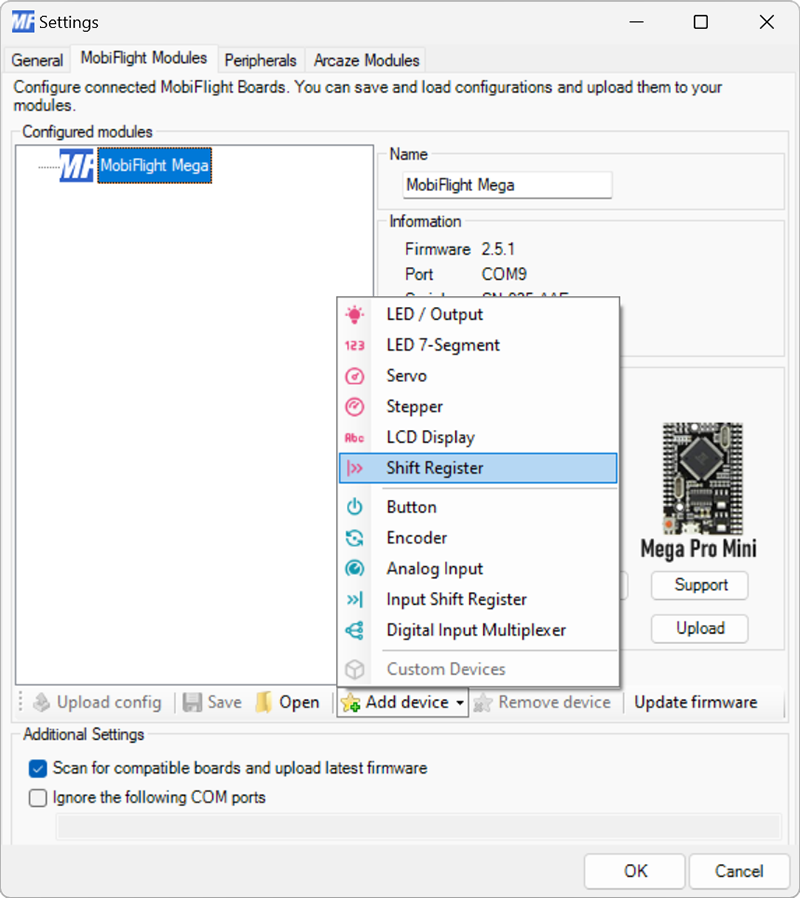 MF Settings
General MobiFlight Modules Peripherals Arcaze Modules
Configure connected MobiFlight Boards. You can save and load configurations and upload them to your
modules.
Configured modules
MF MobiFlight Mega
Name
MobiFlight Mega
Information
Firmware 2.5.1
Port COM9
LED / Output
123 LED 7-Segment
Servo
Stepper
Abc LCD Display
Shift Register
Button
Encoder
Analog Input
Input Shift Register
Digital Input Multiplexer
Custom Devices
Mega Pro Mini
Support
Upload
Upload config Save Open Add device Remove device Update firmware
Additional Settings
Scan for compatible boards and upload latest firmware
Ignore the following COM ports
OK Cancel